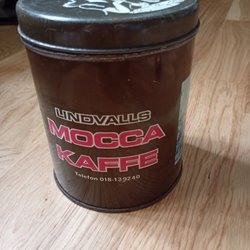 LINDVALLS
MOCCA
KAFFE
Telefon 018-139240